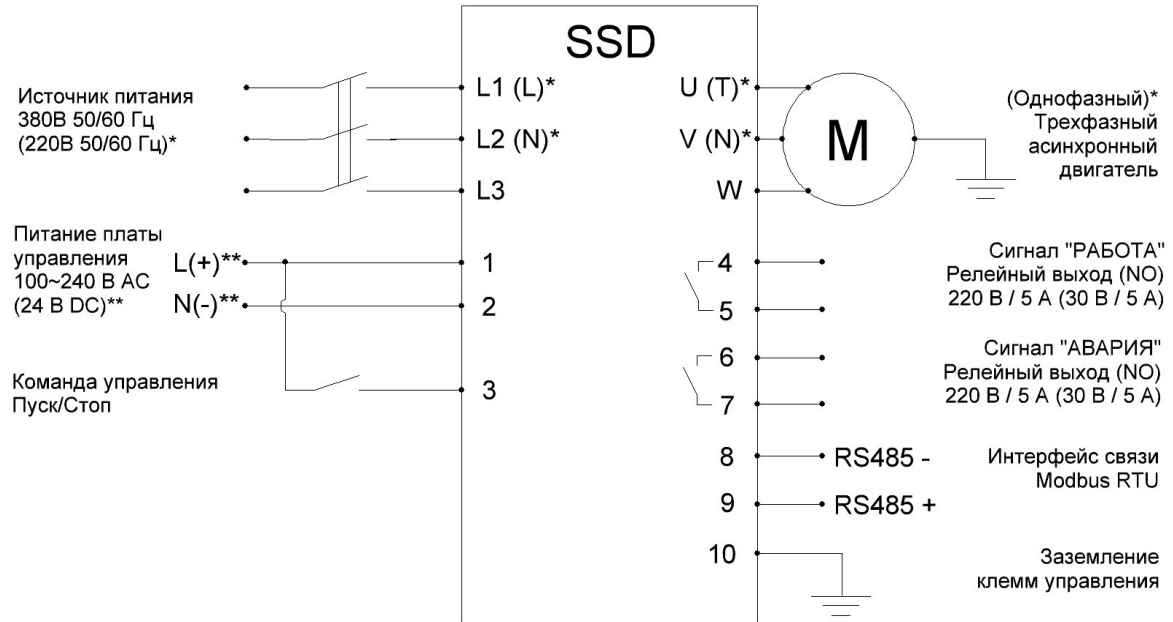 SSD
Источник питания
380В 50/60 Гц
(220В 50/60 Гц)*
L1 (L)*
L2 (N)*
L3
U (T)*
V (N)*
W
M
(Однофазный)*
Трехфазный
асинхронный
двигатель
Питание платы
управления
100~240 В AC
(24 В DC)**
L(+)**
N(-)**
1
2
Команда управления
Пуск/Стоп
3
4
5
Сигнал "РАБОТА"
Релейный выход (NO)
220 В / 5 А (30 В / 5 А)
6
7
Сигнал "АВАРИЯ"
Релейный выход (NO)
220 В / 5 А (30 В / 5 А)
8
RS485 -
9
RS485 +
Интерфейс связи
Modbus RTU
10
Заземление
клемм управления